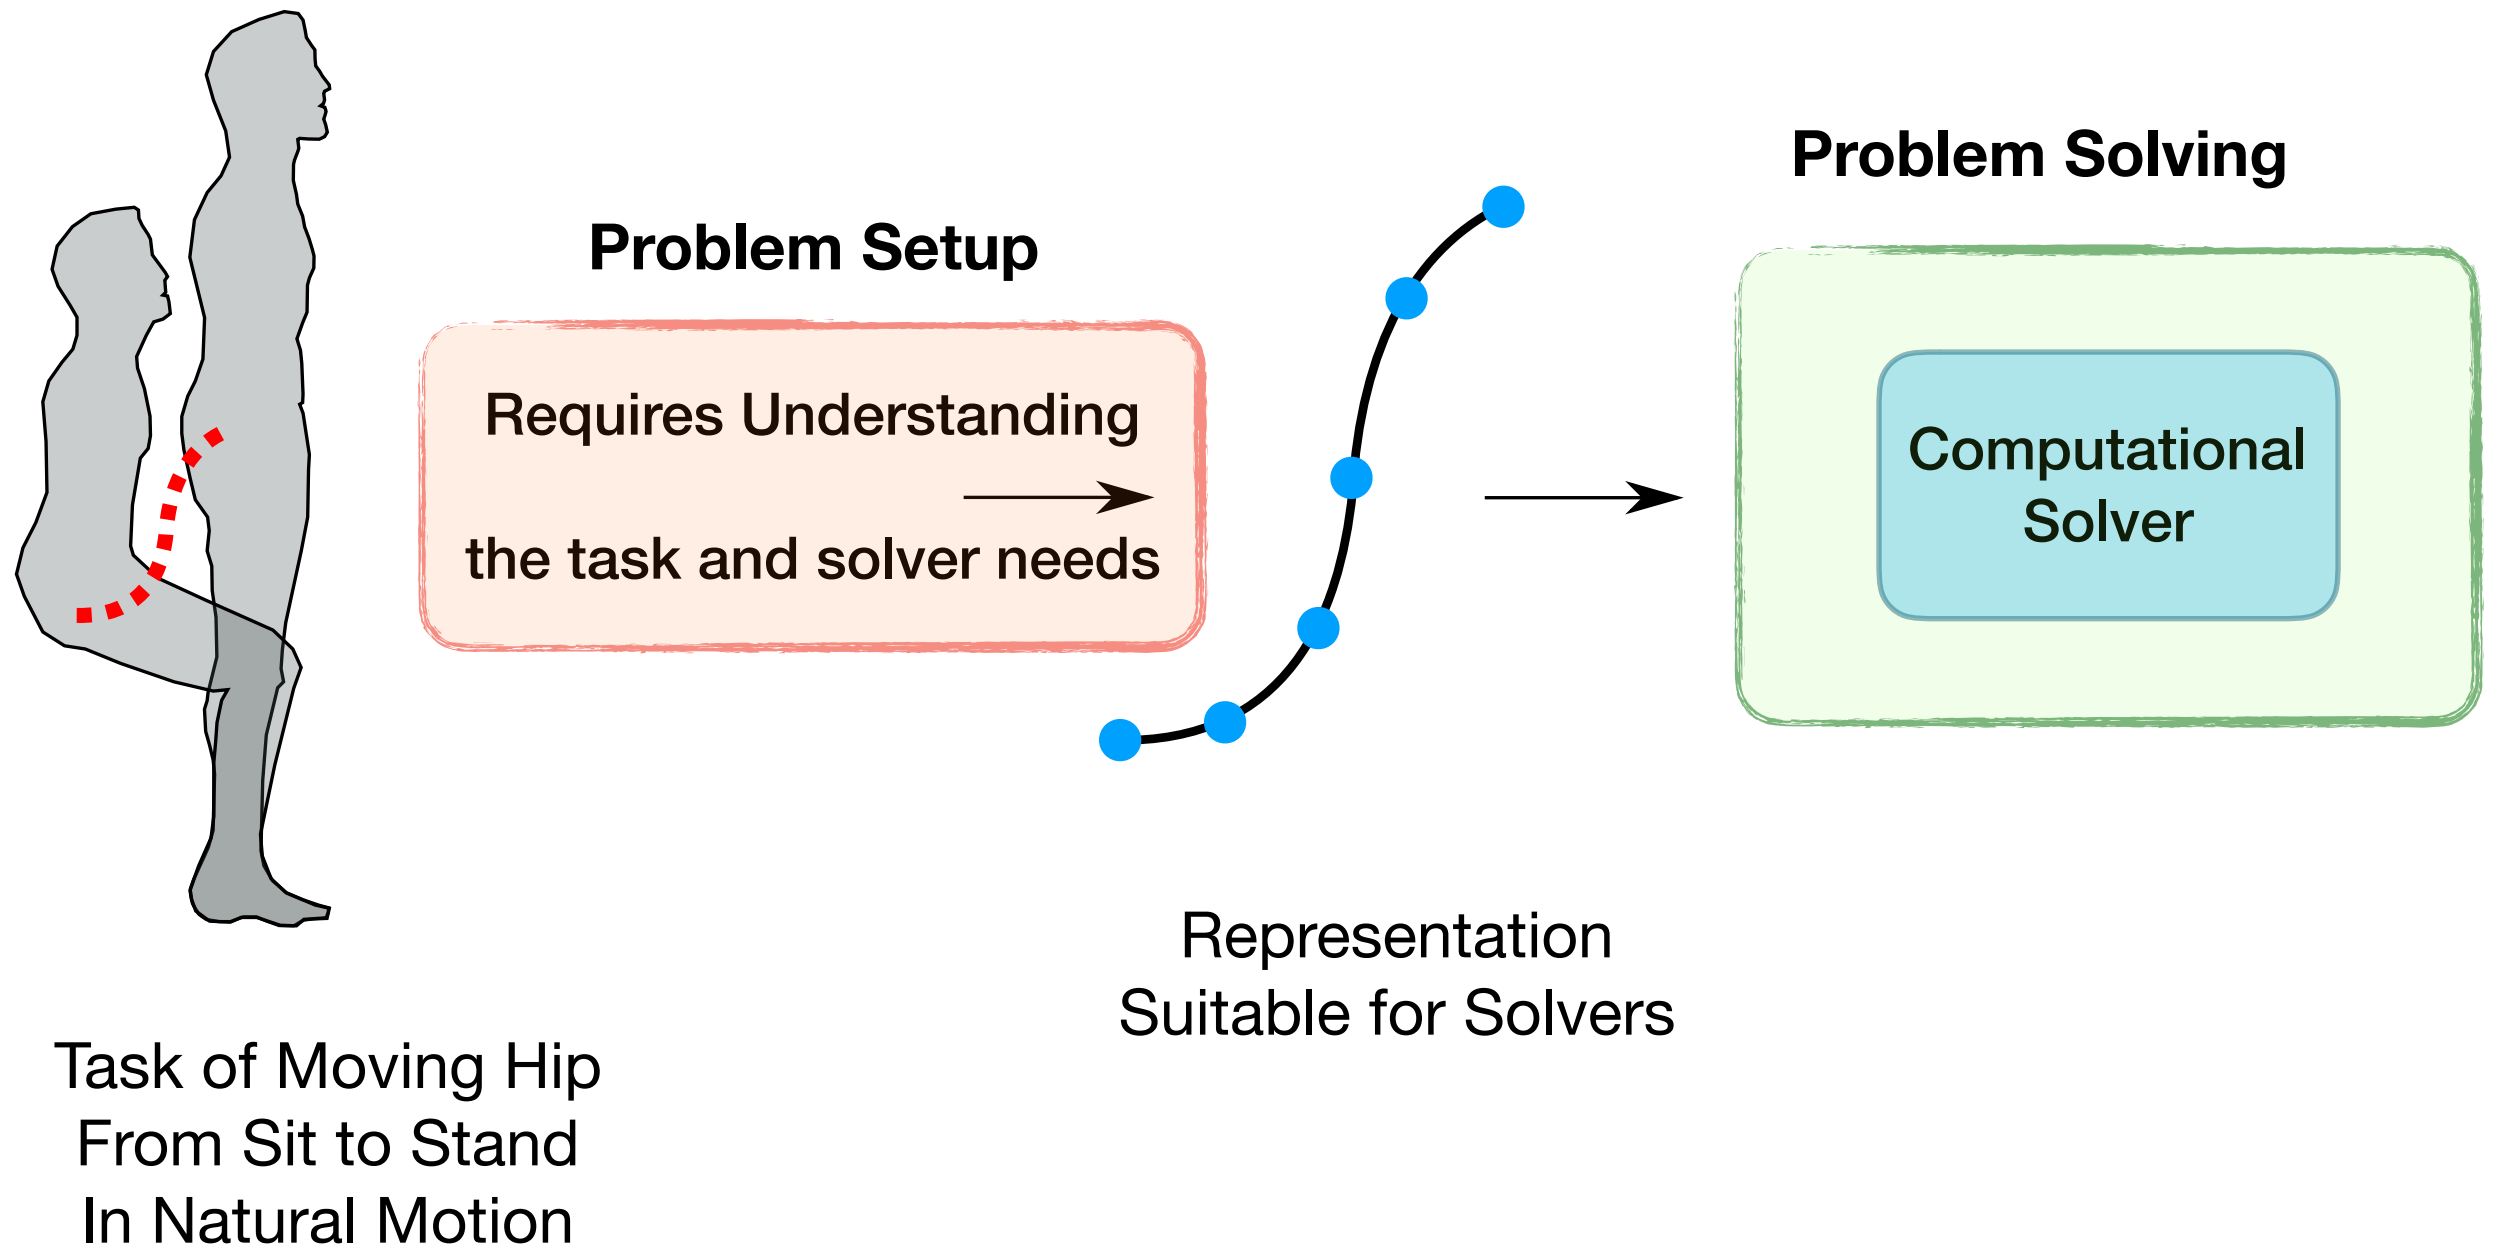 Problem Setup
Requires Understanding
the task and solver needs
Problem Solving
Computational
Solver
Representation
Suitable for Solvers
Task of Moving Hip
From Sit to Stand
In Natural Motion